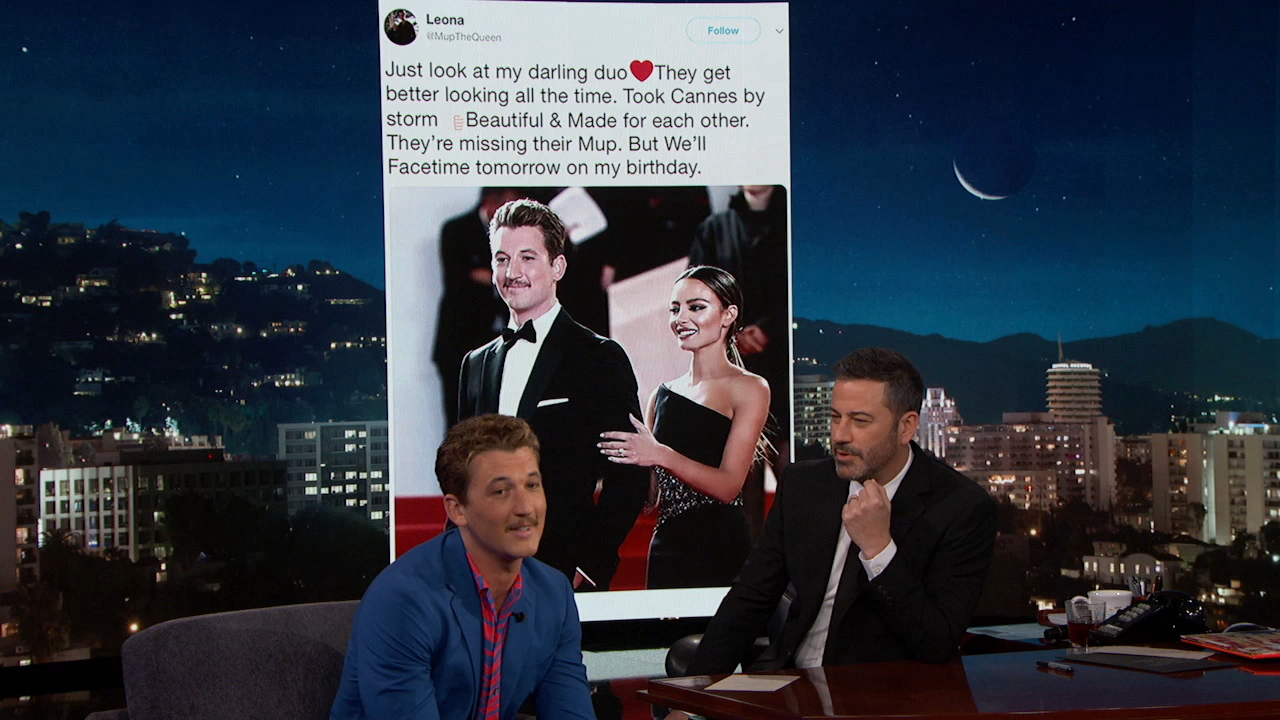 Leona
@MupTheQueen
Follow
Just look at my darling duo❤️They get
better looking all the time. Took Cannes by
storm Beautiful & Made for each other.
They’re missing their Mup. But We’ll
Facetime tomorrow on my birthday.